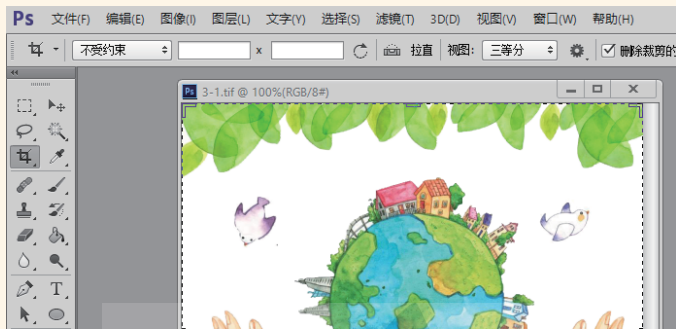 Ps 文件(F) 编辑(E) 图像(I) 图层(L) 文字(Y) 选择(S) 滤镜(T) 3D(D) 视图(V) 窗口(W) 帮助(H)
不受约束 x 拉直 视图: 三等分 删除裁剪的
Ps 3-1.tif @ 100%(RGB/8#)
T